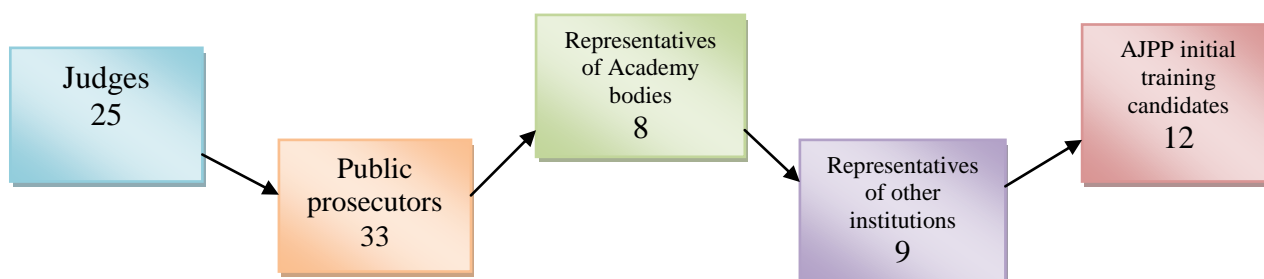 Judges
25
Public
prosecutors
33
Representatives
of Academy
bodies
8
Representatives
of other
institutions
9
AJPP initial
training
candidates
12